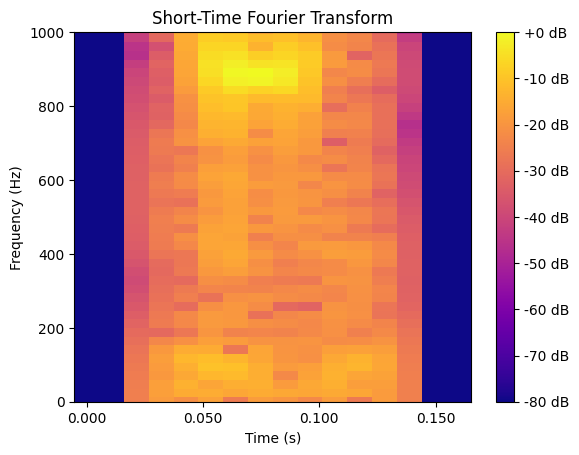 Short-Time Fourier Transform
1000
800
600
400
200
0
Frequency (Hz)
0.000
0.050
0.100
0.150
Time (s)
+0 dB
-10 dB
-20 dB
-30 dB
-40 dB
-50 dB
-60 dB
-70 dB
-80 dB